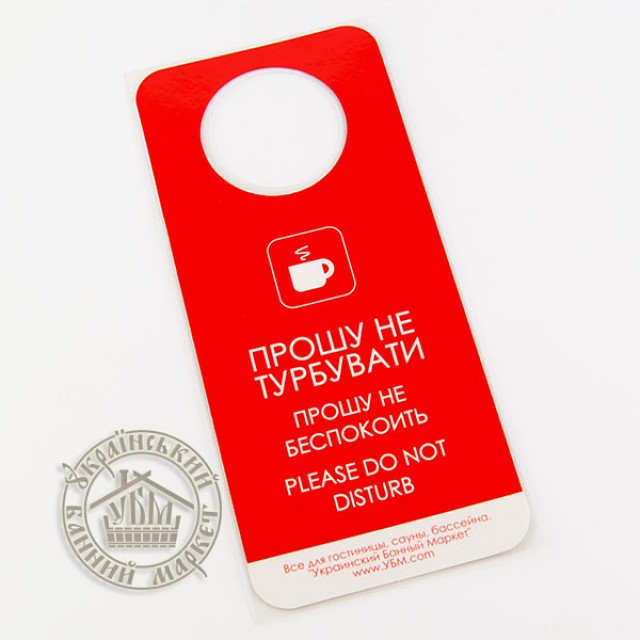 ПРОШУ НЕ
ТУРБУВАТИ
ПРОШУ НЕ
БЕСПОКОИТЬ
PLEASE DO NOT
DISTURB
Все для гостиницы, сауны, бассейна.
"Украинский Банный Маркет"
www.УБМ.com
Український
УБМ
банний маркет